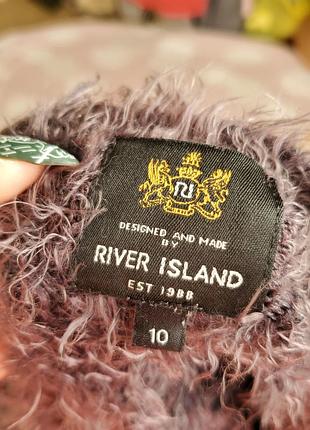 RI
DESIGNED AND MADE
BY
RIVER ISLAND
EST 1988
10